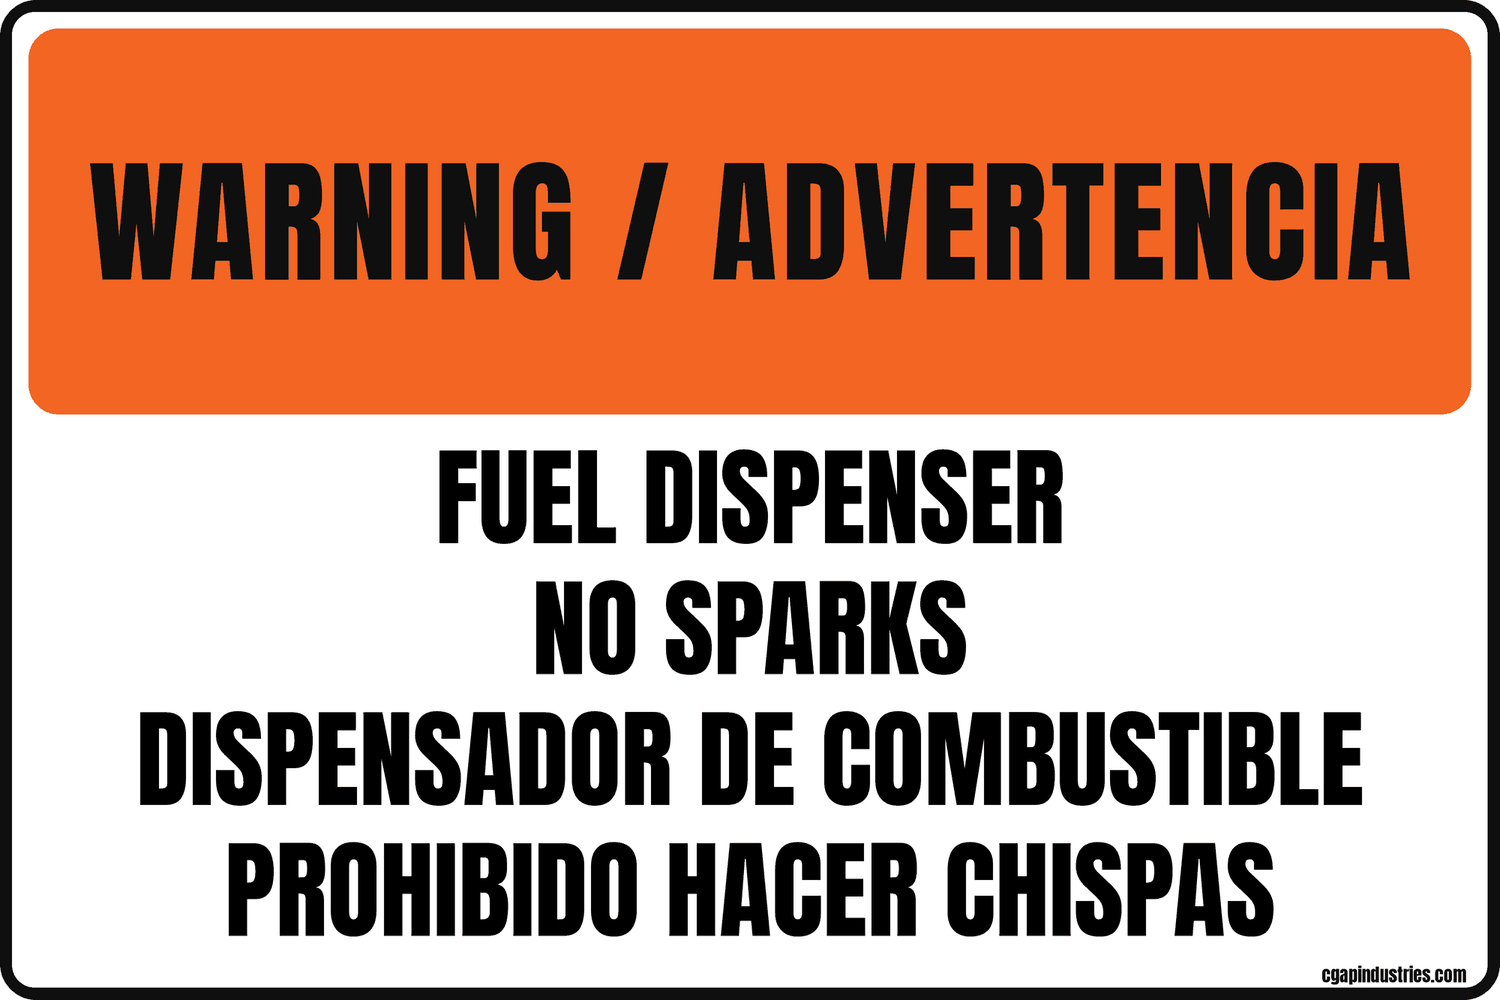 WARNING / ADVERTENCIA
FUEL DISPENSER
NO SPARKS
DISPENSADOR DE COMBUSTIBLE
PROHIBIDO HACER CHISPAS
cgapindustries.com